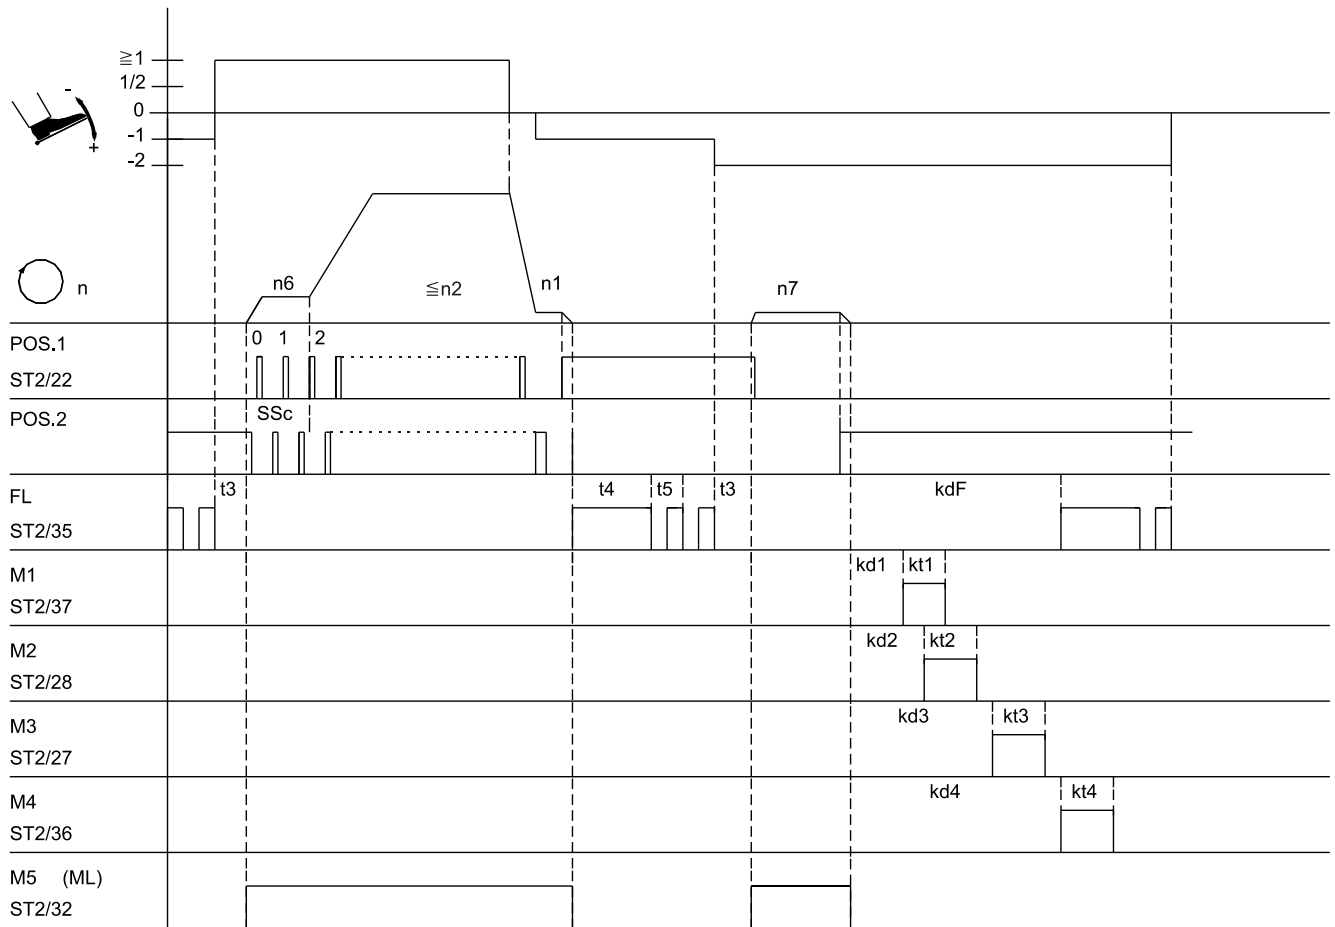 ≧1
1/2
0
-1
-2
-
+
n
n6
≦n2
n1
n7
POS.1
0 1 2
ST2/22
POS.2
SSc
FL
t3 t4 t5 t3 kdF
ST2/35
M1
kd1 kt1
ST2/37
M2
kd2 kt2
ST2/28
M3
kd3 kt3
ST2/27
M4
kd4 kt4
ST2/36
M5 (ML)
ST2/32